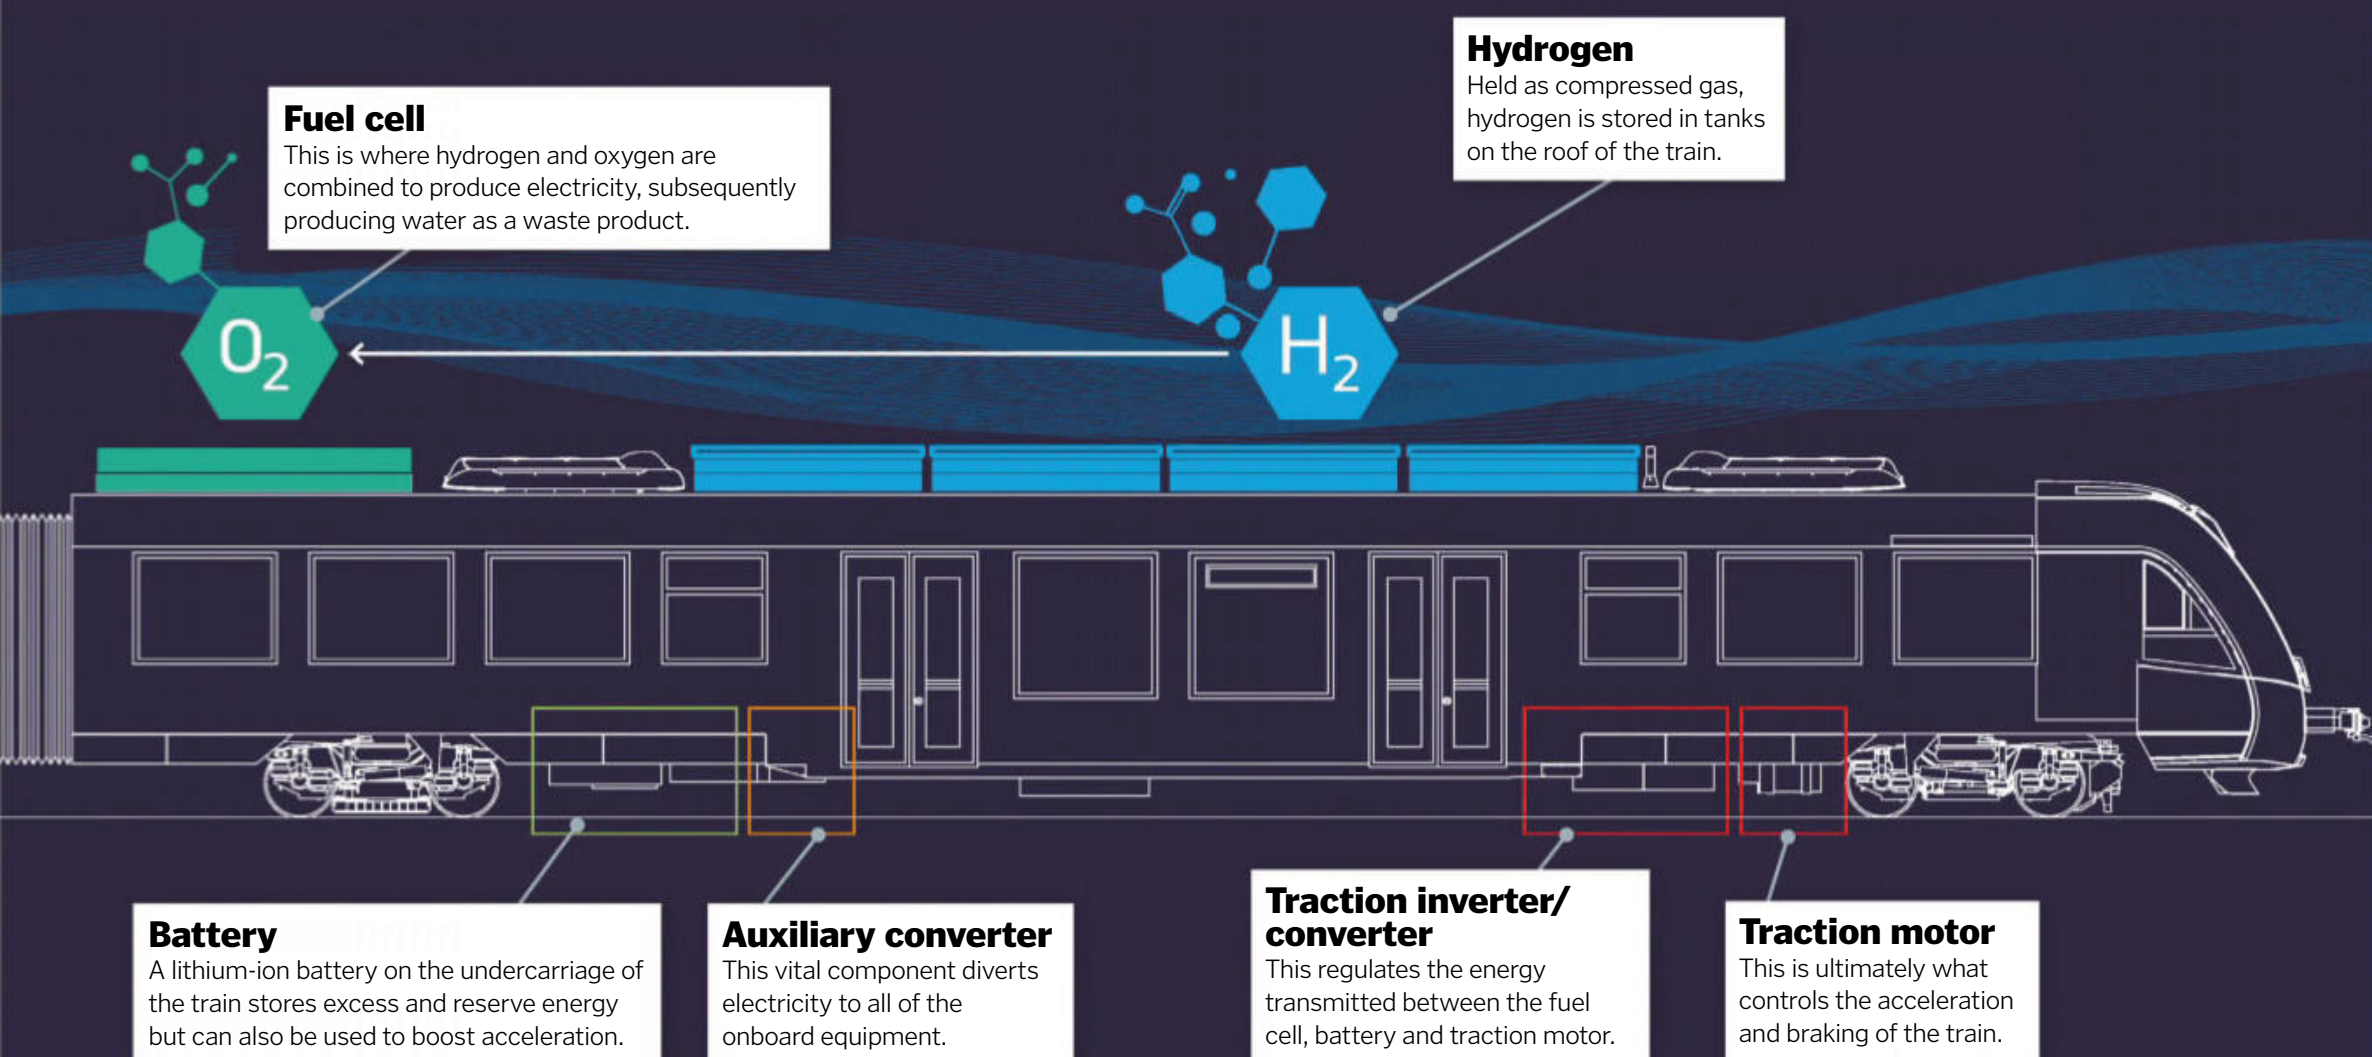 Hydrogen
Held as compressed gas,
hydrogen is stored in tanks
on the roof of the train.
Fuel cell
This is where hydrogen and oxygen are
combined to produce electricity, subsequently
producing water as a waste product.
O₂
H₂
Battery
A lithium-ion battery on the undercarriage of
the train stores excess and reserve energy
but can also be used to boost acceleration.
Auxiliary converter
This vital component diverts
electricity to all of the
onboard equipment.
Traction inverter/
converter
This regulates the energy
transmitted between the fuel
cell, battery and traction motor.
Traction motor
This is ultimately what
controls the acceleration
and braking of the train.